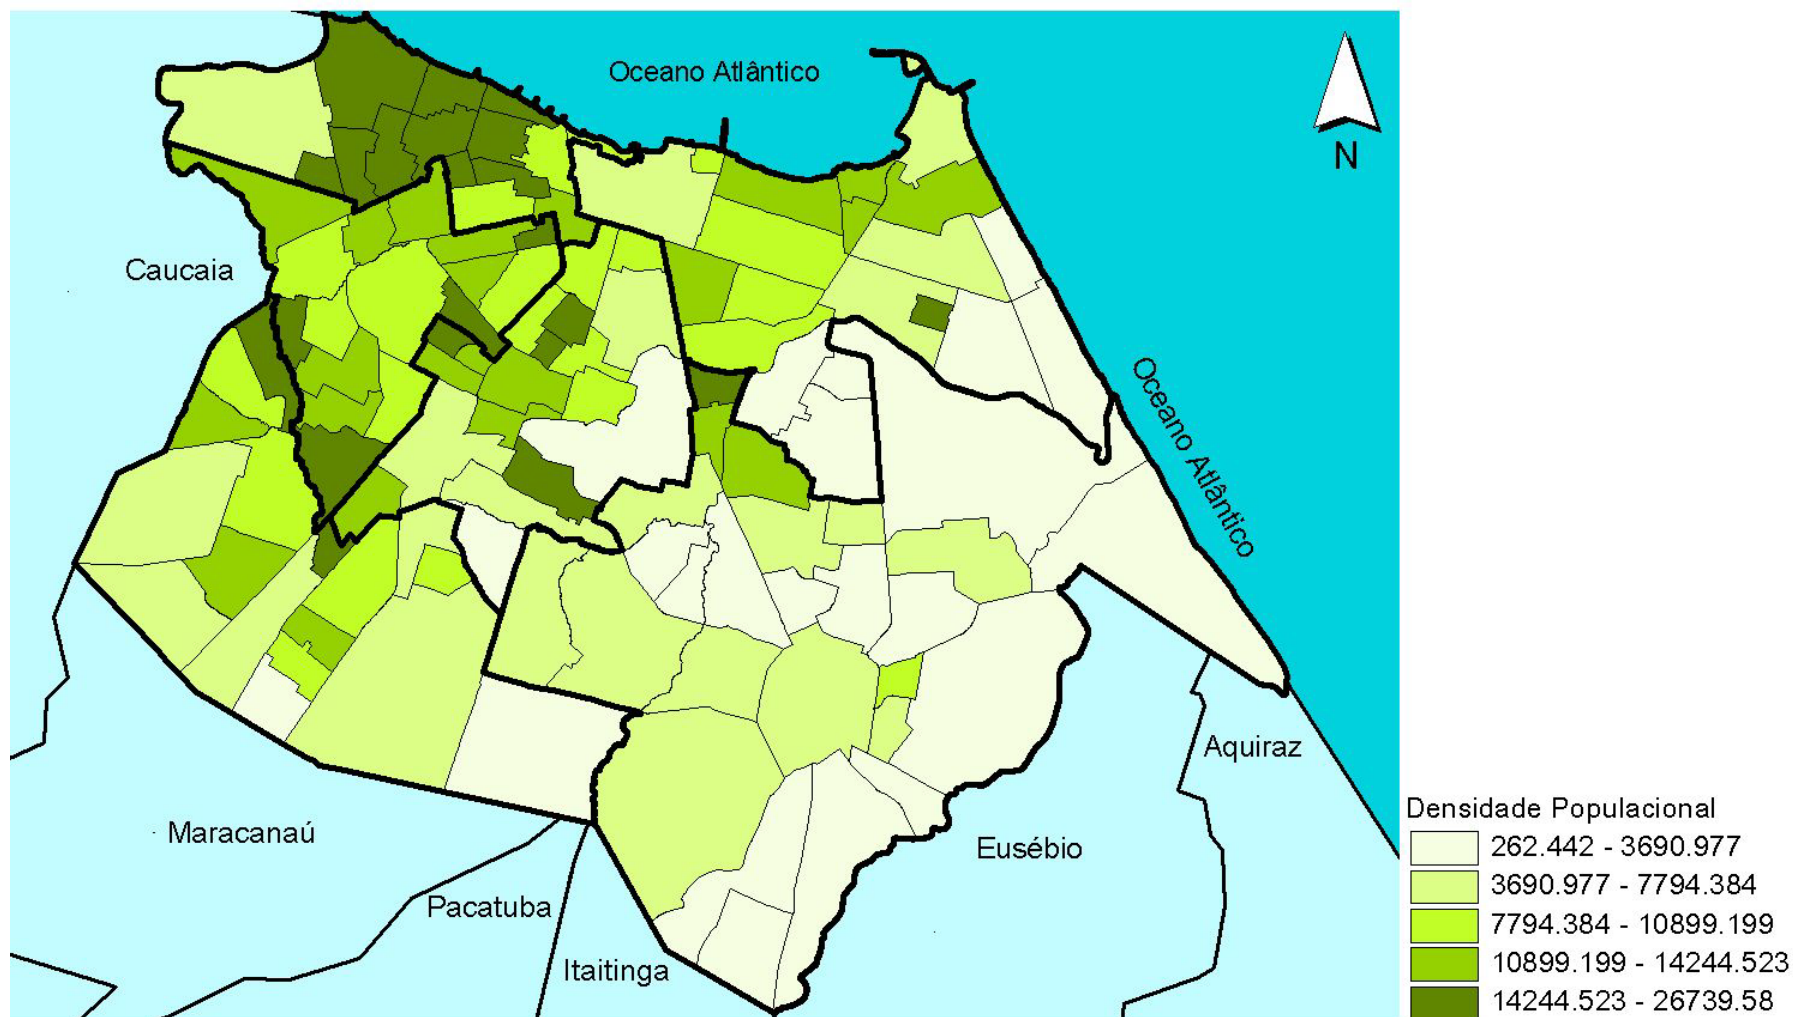 Oceano Atlântico
N
Caucaia
Oceano Atlântico
Aquiraz
Maracanaú
Eusébio
Pacatuba
Itaitinga
Densidade Populacional
262.442 - 3690.977
3690.977 - 7794.384
7794.384 - 10899.199
10899.199 - 14244.523
14244.523 - 26739.58